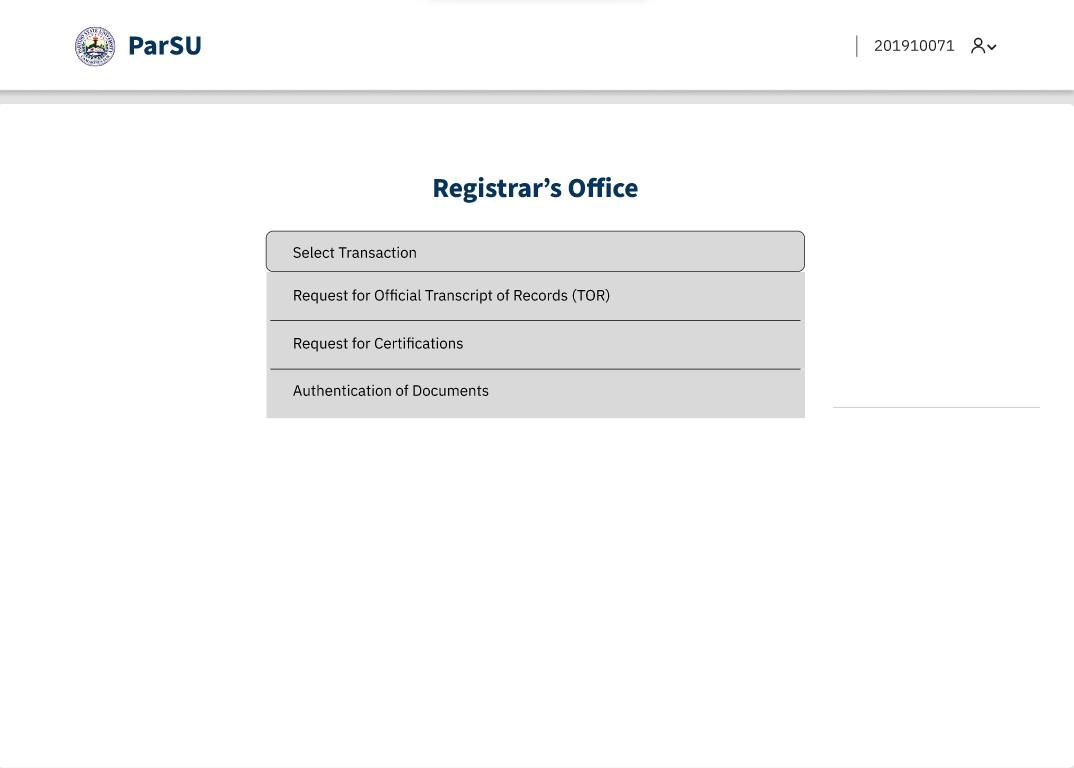 ParSU
201910071
Registrar’s Office
Select Transaction
Request for Official Transcript of Records (TOR)
Request for Certifications
Authentication of Documents